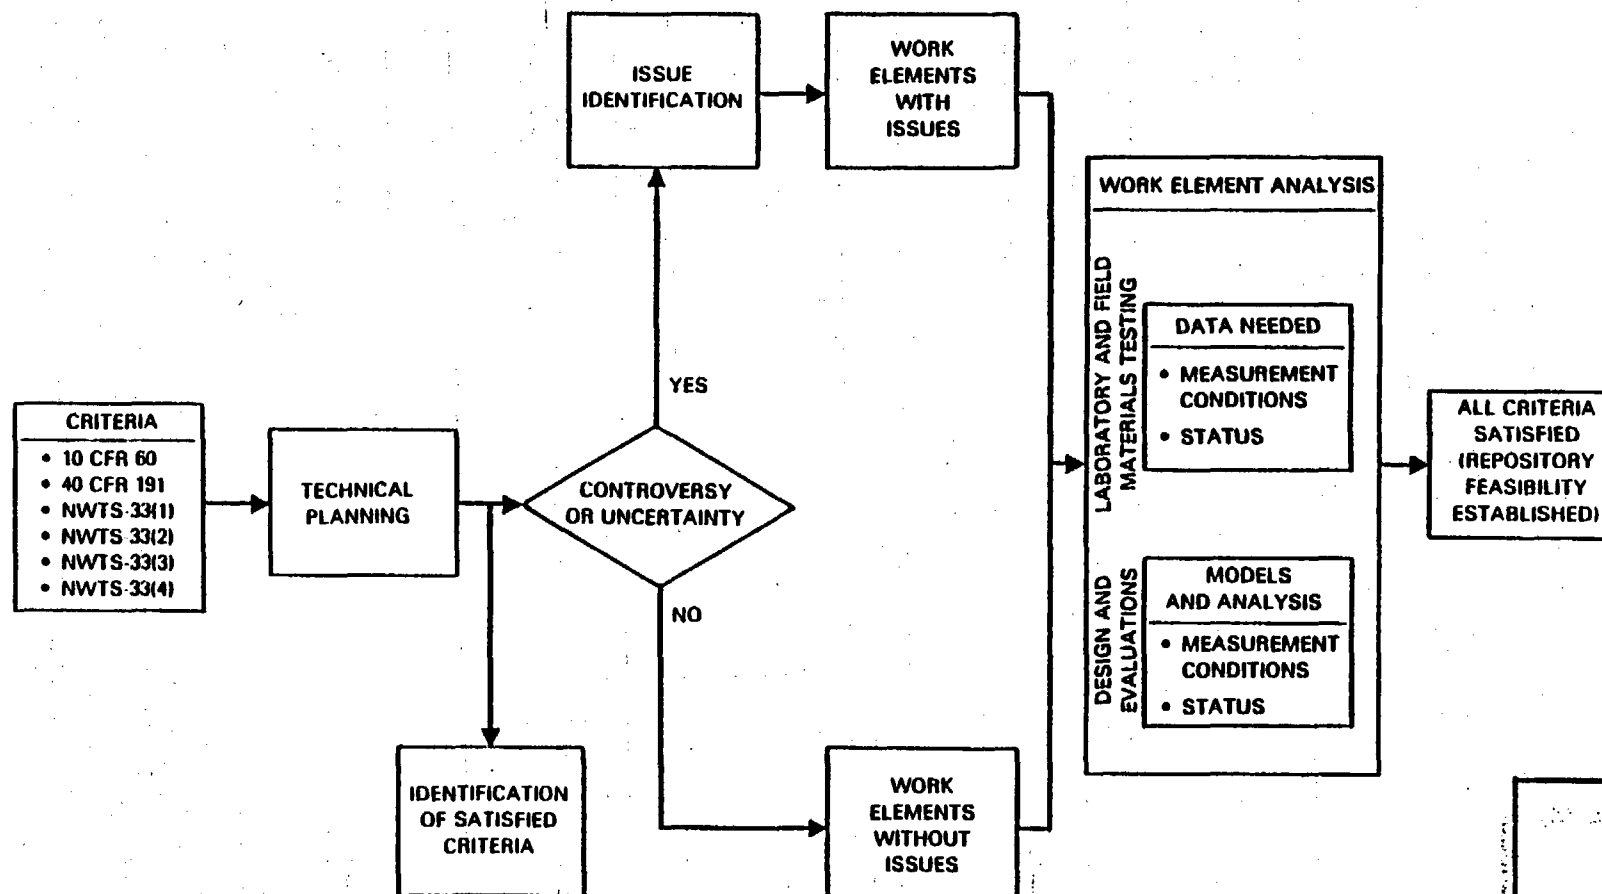 ISSUE
IDENTIFICATION
WORK
ELEMENTS
WITH
ISSUES
WORK ELEMENT ANALYSIS
LABORATORY AND FIELD
MATERIALS TESTING
DATA NEEDED
• MEASUREMENT
CONDITIONS
• STATUS
YES
CRITERIA
• 10 CFR 60
• 40 CFR 191
• NWTS-33(1)
• NWTS-33(2)
• NWTS-33(3)
• NWTS-33(4)
TECHNICAL
PLANNING
CONTROVERSY
OR UNCERTAINTY
ALL CRITERIA
SATISFIED
(REPOSITORY
FEASIBILITY
ESTABLISHED)
NO
DESIGN AND
EVALUATIONS
MODELS
AND ANALYSIS
• MEASUREMENT
CONDITIONS
• STATUS
IDENTIFICATION
OF SATISFIED
CRITERIA
WORK
ELEMENTS
WITHOUT
ISSUES